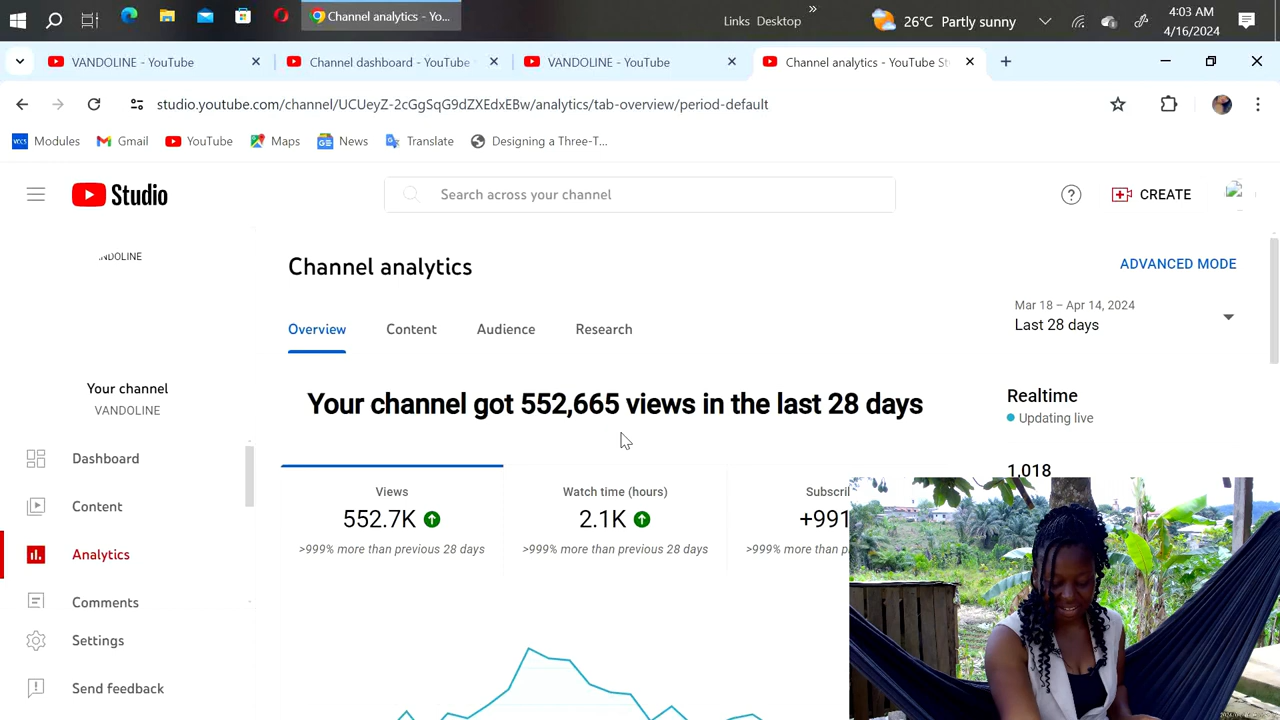 Channel analytics - Yo...
Links Desktop
26°C Partly sunny
4:03 AM
4/16/2024
VANDOLINE - YouTube
Channel dashboard - YouTube
VANDOLINE - YouTube
Channel analytics - YouTube St
studio.youtube.com/channel/UCUeyZ-2cGgSqG9dZXEdxEBw/analytics/tab-overview/period-default
Modules
Gmail
YouTube
Maps
News
Translate
Designing a Three-T...
Studio
Search across your channel
CREATE
VANDOLINE
Channel analytics
ADVANCED MODE
Mar 18 – Apr 14, 2024
Last 28 days
Overview
Content
Audience
Research
Your channel
VANDOLINE
Your channel got 552,665 views in the last 28 days
Realtime
Updating live
1,018
Dashboard
Content
Analytics
Comments
Settings
Send feedback
Views
552.7K
>999% more than previous 28 days
Watch time (hours)
2.1K
>999% more than previous 28 days
Subscri
+991
>999% more than p